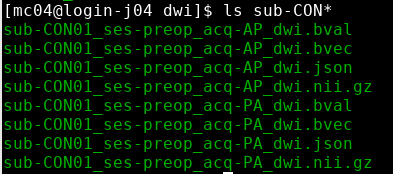 [mc04@login-j04 dwi]$ ls sub-CON*
sub-CON01_ses-preop_acq-AP_dwi.bval
sub-CON01_ses-preop_acq-AP_dwi.bvec
sub-CON01_ses-preop_acq-AP_dwi.json
sub-CON01_ses-preop_acq-AP_dwi.nii.gz
sub-CON01_ses-preop_acq-PA_dwi.bval
sub-CON01_ses-preop_acq-PA_dwi.bvec
sub-CON01_ses-preop_acq-PA_dwi.json
sub-CON01_ses-preop_acq-PA_dwi.nii.gz